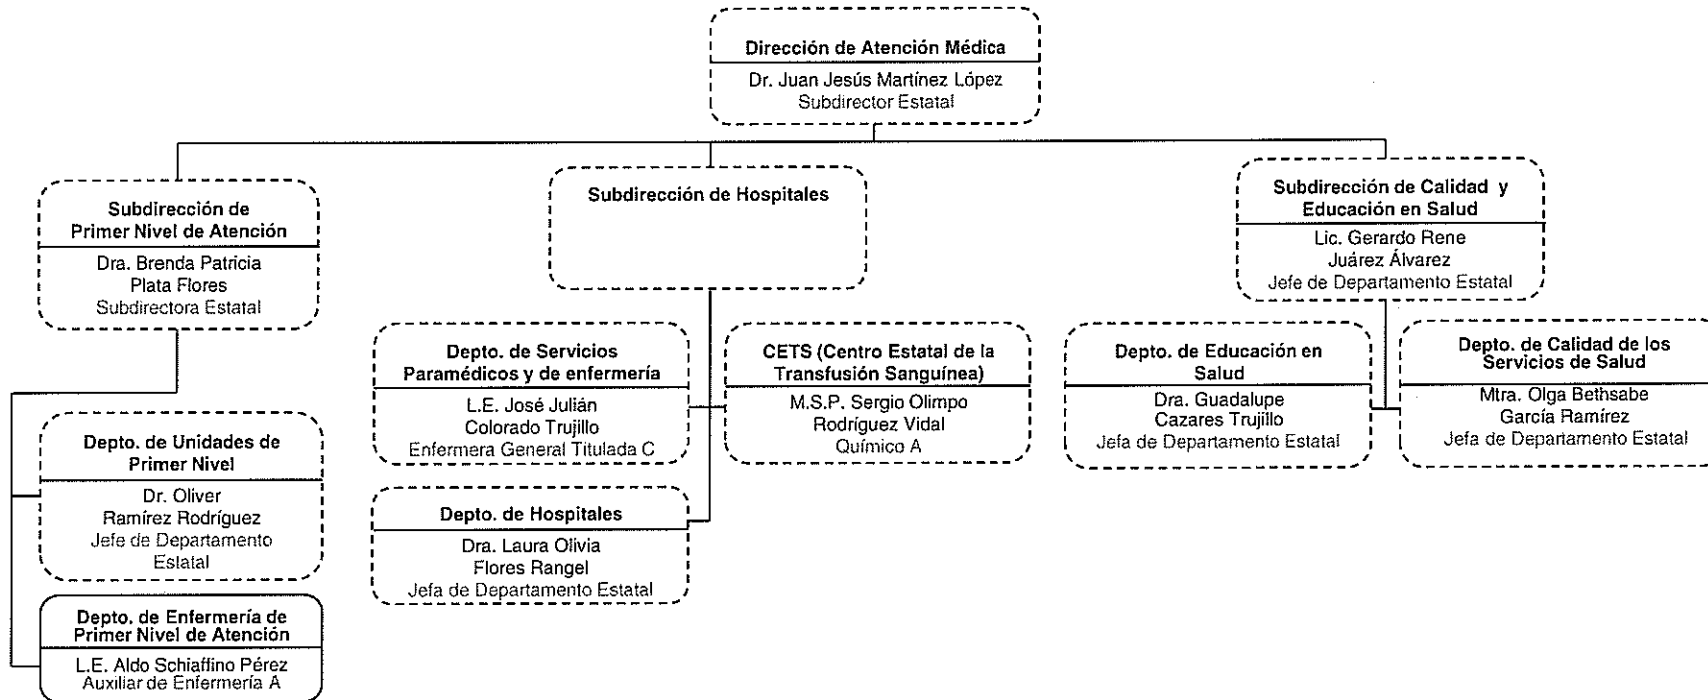 Dirección de Atención Médica
Dr. Juan Jesús Martínez López
Subdirector Estatal
Subdirección de
Primer Nivel de Atención
Dra. Brenda Patricia
Plata Flores
Subdirectora Estatal
Subdirección de Hospitales
Subdirección de Calidad y
Educación en Salud
Lic. Gerardo Rene
Juárez Álvarez
Jefe de Departamento Estatal
Depto. de Unidades de
Primer Nivel
Dr. Oliver
Ramírez Rodríguez
Jefe de Departamento
Estatal
Depto. de Enfermería de
Primer Nivel de Atención
L.E. Aldo Schiaffino Pérez
Auxiliar de Enfermería A
Depto. de Servicios
Paramédicos y de enfermería
L.E. José Julián
Colorado Trujillo
Enfermera General Titulada C
CETS (Centro Estatal de la
Transfusión Sanguínea)
M.S.P. Sergio Olimpo
Rodríguez Vidal
Químico A
Depto. de Hospitales
Dra. Laura Olivia
Flores Rangel
Jefa de Departamento Estatal
Depto. de Educación en
Salud
Dra. Guadalupe
Cazares Trujillo
Jefa de Departamento Estatal
Depto. de Calidad de los
Servicios de Salud
Mtra. Olga Bethsabe
García Ramírez
Jefa de Departamento Estatal